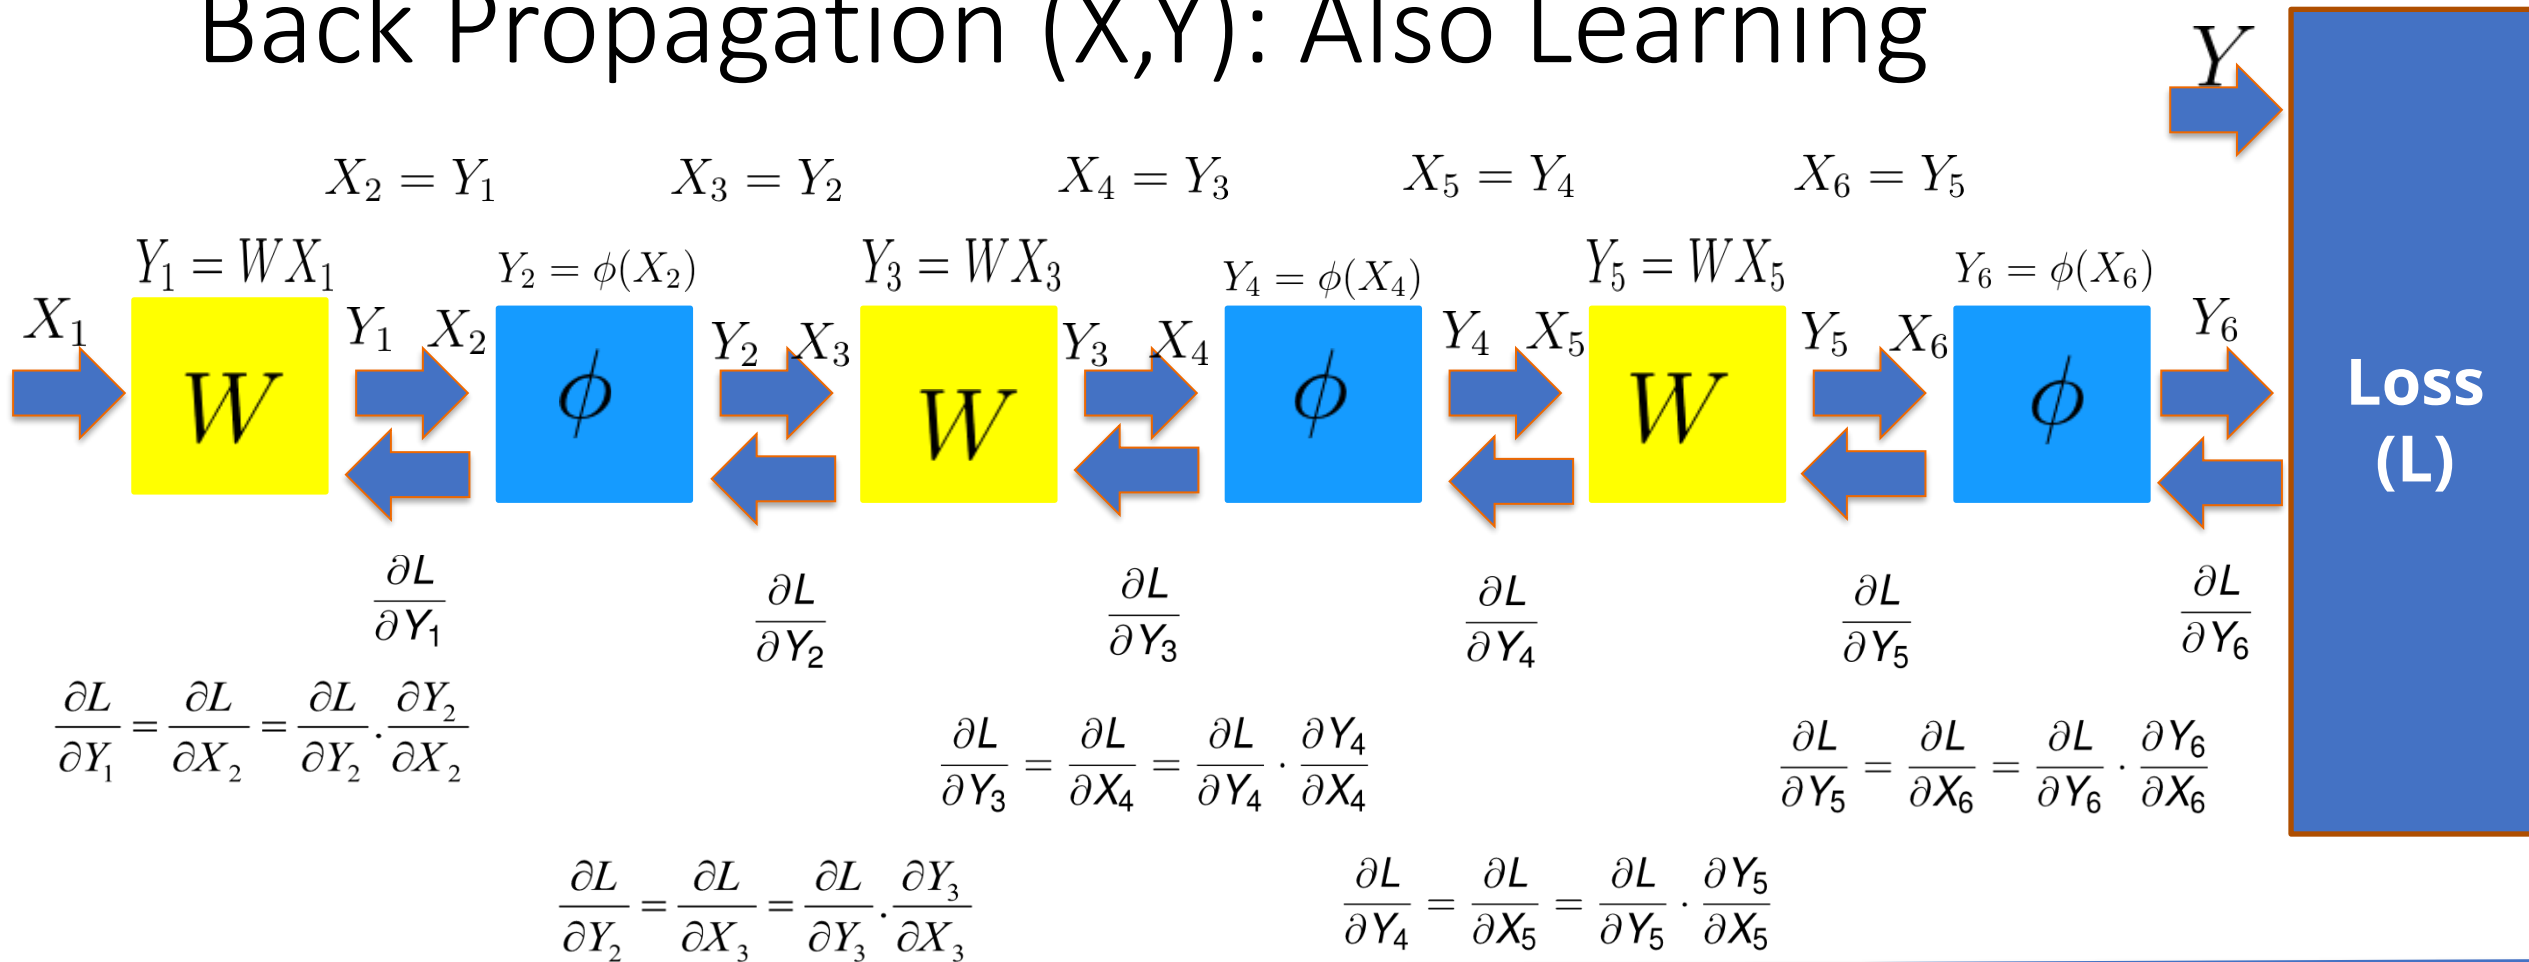 Back Propagation (X,Y): Also Learning
Y
X₂ = Y₁
X₃ = Y₂
X₄ = Y₃
X₅ = Y₄
X₆ = Y₅
Y₁ = WX₁
Y₂ = ϕ(X₂)
Y₃ = WX₃
Y₄ = ϕ(X₄)
Y₅ = WX₅
Y₆ = ϕ(X₆)
X₁
Y₁ X₂
Y₂ X₃
Y₃ X₄
Y₄ X₅
Y₅ X₆
Y₆
W
ϕ
W
ϕ
W
ϕ
Loss
(L)
∂L/∂Y₁
∂L/∂Y₂
∂L/∂Y₃
∂L/∂Y₄
∂L/∂Y₅
∂L/∂Y₆
∂L/∂Y₁ = ∂L/∂X₂ = ∂L/∂Y₂ . ∂Y₂/∂X₂
∂L/∂Y₃ = ∂L/∂X₄ = ∂L/∂Y₄ · ∂Y₄/∂X₄
∂L/∂Y₅ = ∂L/∂X₆ = ∂L/∂Y₆ · ∂Y₆/∂X₆
∂L/∂Y₂ = ∂L/∂X₃ = ∂L/∂Y₃ . ∂Y₃/∂X₃
∂L/∂Y₄ = ∂L/∂X₅ = ∂L/∂Y₅ · ∂Y₅/∂X₅